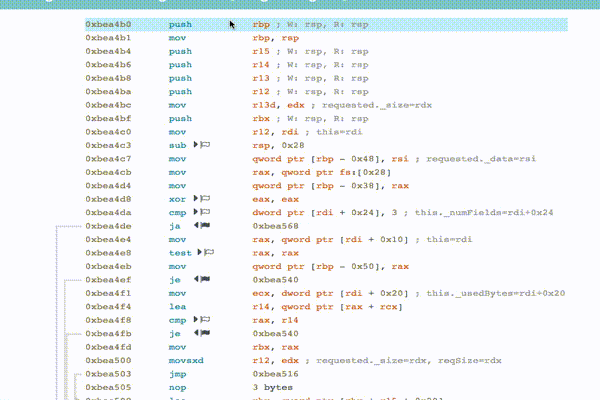 0xbea4b0 push rbp ; W: rsp, R: rsp
0xbea4b1 mov rbp, rsp
0xbea4b4 push r15 ; W: rsp, R: rsp
0xbea4b6 push r14 ; W: rsp, R: rsp
0xbea4b8 push r13 ; W: rsp, R: rsp
0xbea4ba push r12 ; W: rsp, R: rsp
0xbea4bc mov r13d, edx ; requested._size=rdx
0xbea4bf push rbx ; W: rsp, R: rsp
0xbea4c0 mov r12, rdi ; this=rdi
0xbea4c3 sub rsp, 0x28
0xbea4c7 mov qword ptr [rbp - 0x48], rsi ; requested._data=rsi
0xbea4cb mov rax, qword ptr fs:[0x28]
0xbea4d4 mov qword ptr [rbp - 0x38], rax
0xbea4d8 xor eax, eax
0xbea4da cmp dword ptr [rdi + 0x24], 3 ; this._numFields=rdi+0x24
0xbea4de ja 0xbea568
0xbea4e4 mov rax, qword ptr [rdi + 0x10] ; this=rdi
0xbea4e8 test rax, rax
0xbea4eb mov qword ptr [rbp - 0x50], rax
0xbea4ef je 0xbea540
0xbea4f1 mov ecx, dword ptr [rdi + 0x20] ; this._usedBytes=rdi+0x20
0xbea4f4 lea r14, qword ptr [rax + rcx]
0xbea4f8 cmp rax, r14
0xbea4fb je 0xbea540
0xbea4fd mov rbx, rax
0xbea500 movsxd r12, edx ; requested._size=rdx, reqSize=rdx
0xbea503 jmp 0xbea516
0xbea505 nop 3 bytes